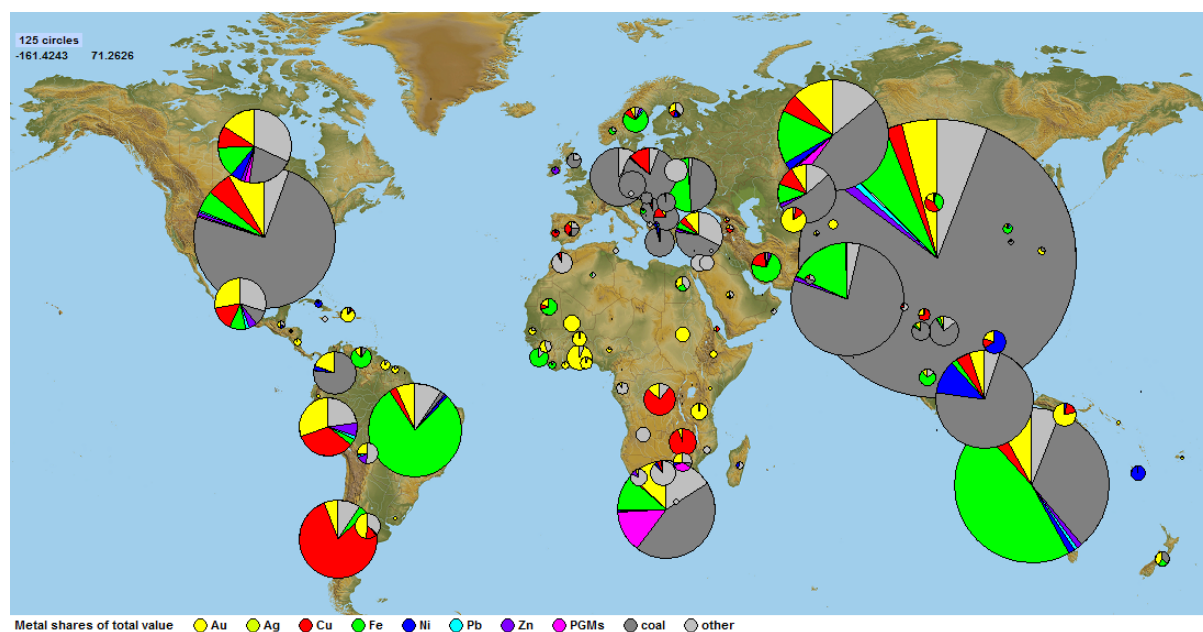 125 circles
-161.4243 71.2626
Metal shares of total value Au Ag Cu Fe Ni Pb Zn PGMs coal other